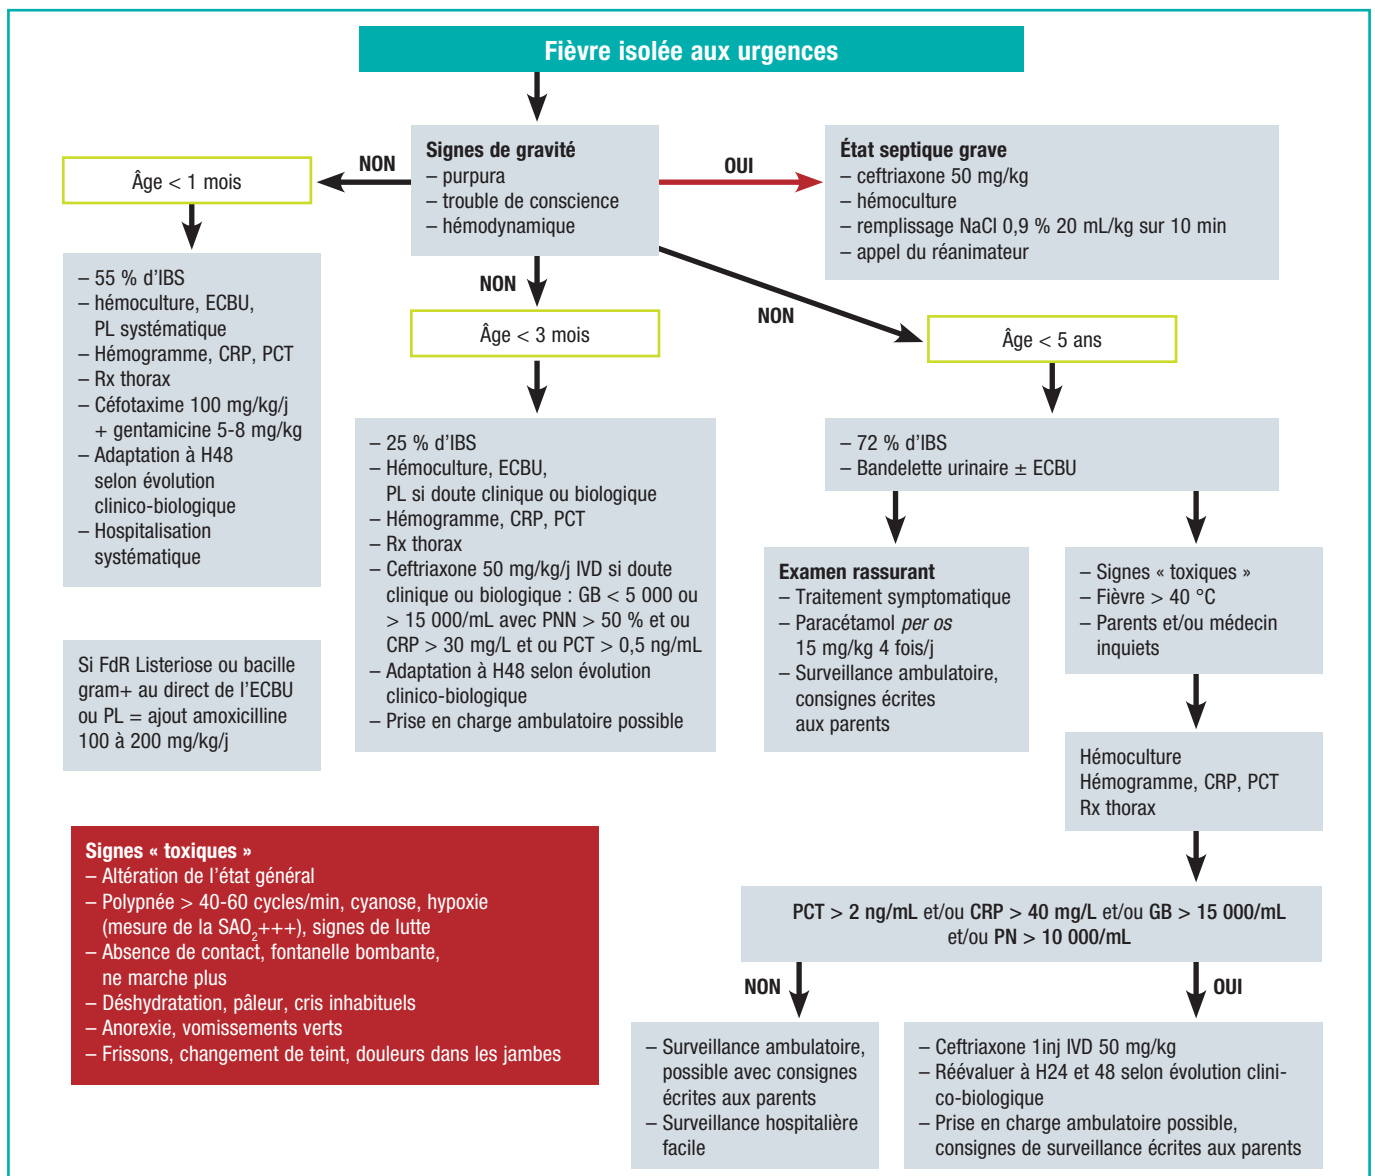 Fièvre isolée aux urgences
Signes de gravité
– purpura
– trouble de conscience
– hémodynamique
NON
OUI
État septique grave
– ceftriaxone 50 mg/kg
– hémoculture
– remplissage NaCl 0,9 % 20 mL/kg sur 10 min
– appel du réanimateur
Âge < 1 mois
– 55 % d’IBS
– hémoculture, ECBU,
PL systématique
– Hémogramme, CRP, PCT
– Rx thorax
– Céfotaxime 100 mg/kg/j
+ gentamicine 5-8 mg/kg
– Adaptation à H48
selon évolution
clinico-biologique
– Hospitalisation
systématique
Si FdR Listeriose ou bacille
gram+ au direct de l’ECBU
ou PL = ajout amoxicilline
100 à 200 mg/kg/j
NON
Âge < 3 mois
– 25 % d’IBS
– Hémoculture, ECBU,
PL si doute clinique ou biologique
– Hémogramme, CRP, PCT
– Rx thorax
– Ceftriaxone 50 mg/kg/j IVD si doute
clinique ou biologique : GB < 5 000 ou
> 15 000/mL avec PNN > 50 % et ou
CRP > 30 mg/L et ou PCT > 0,5 ng/mL
– Adaptation à H48 selon évolution
clinico-biologique
– Prise en charge ambulatoire possible
NON
Âge < 5 ans
– 72 % d’IBS
– Bandelette urinaire ± ECBU
Examen rassurant
– Traitement symptomatique
– Paracétamol per os
15 mg/kg 4 fois/j
– Surveillance ambulatoire,
consignes écrites
aux parents
– Signes « toxiques »
– Fièvre > 40 °C
– Parents et/ou médecin
inquiets
Hémoculture
Hémogramme, CRP, PCT
Rx thorax
PCT > 2 ng/mL et/ou CRP > 40 mg/L et/ou GB > 15 000/mL
et/ou PN > 10 000/mL
NON
OUI
– Surveillance ambulatoire,
possible avec consignes
écrites aux parents
– Surveillance hospitalière
facile
– Ceftriaxone 1inj IVD 50 mg/kg
– Réévaluer à H24 et 48 selon évolution clini-
co-biologique
– Prise en charge ambulatoire possible,
consignes de surveillance écrites aux parents
Signes « toxiques »
– Altération de l’état général
– Polypnée > 40-60 cycles/min, cyanose, hypoxie
(mesure de la SAO2+++), signes de lutte
– Absence de contact, fontanelle bombante,
ne marche plus
– Déshydratation, pâleur, cris inhabituels
– Anorexie, vomissements verts
– Frissons, changement de teint, douleurs dans les jambes